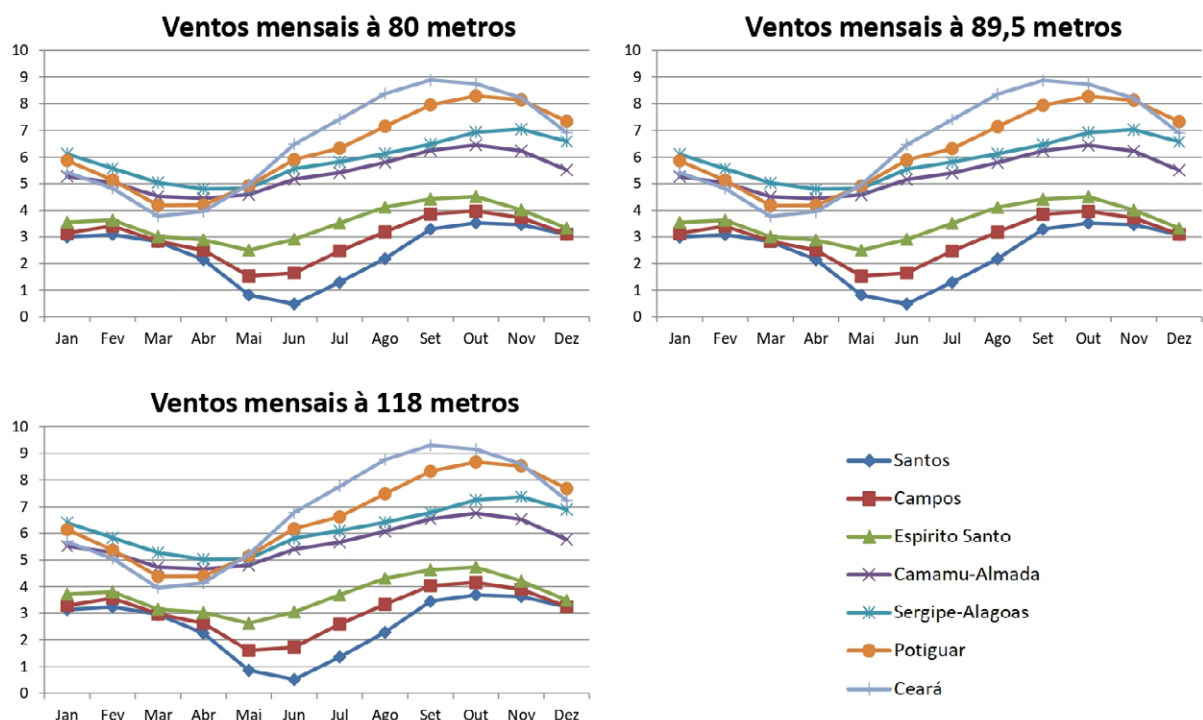 Ventos mensais à 80 metros
10
9
8
7
6
5
4
3
2
1
0
Jan Fev Mar Abr Mai Jun Jul Ago Set Out Nov Dez
Ventos mensais à 89,5 metros
10
9
8
7
6
5
4
3
2
1
0
Jan Fev Mar Abr Mai Jun Jul Ago Set Out Nov Dez
Ventos mensais à 118 metros
10
9
8
7
6
5
4
3
2
1
0
Jan Fev Mar Abr Mai Jun Jul Ago Set Out Nov Dez
Santos
Campos
Espírito Santo
Camamu-Almada
Sergipe-Alagoas
Potiguar
Ceará